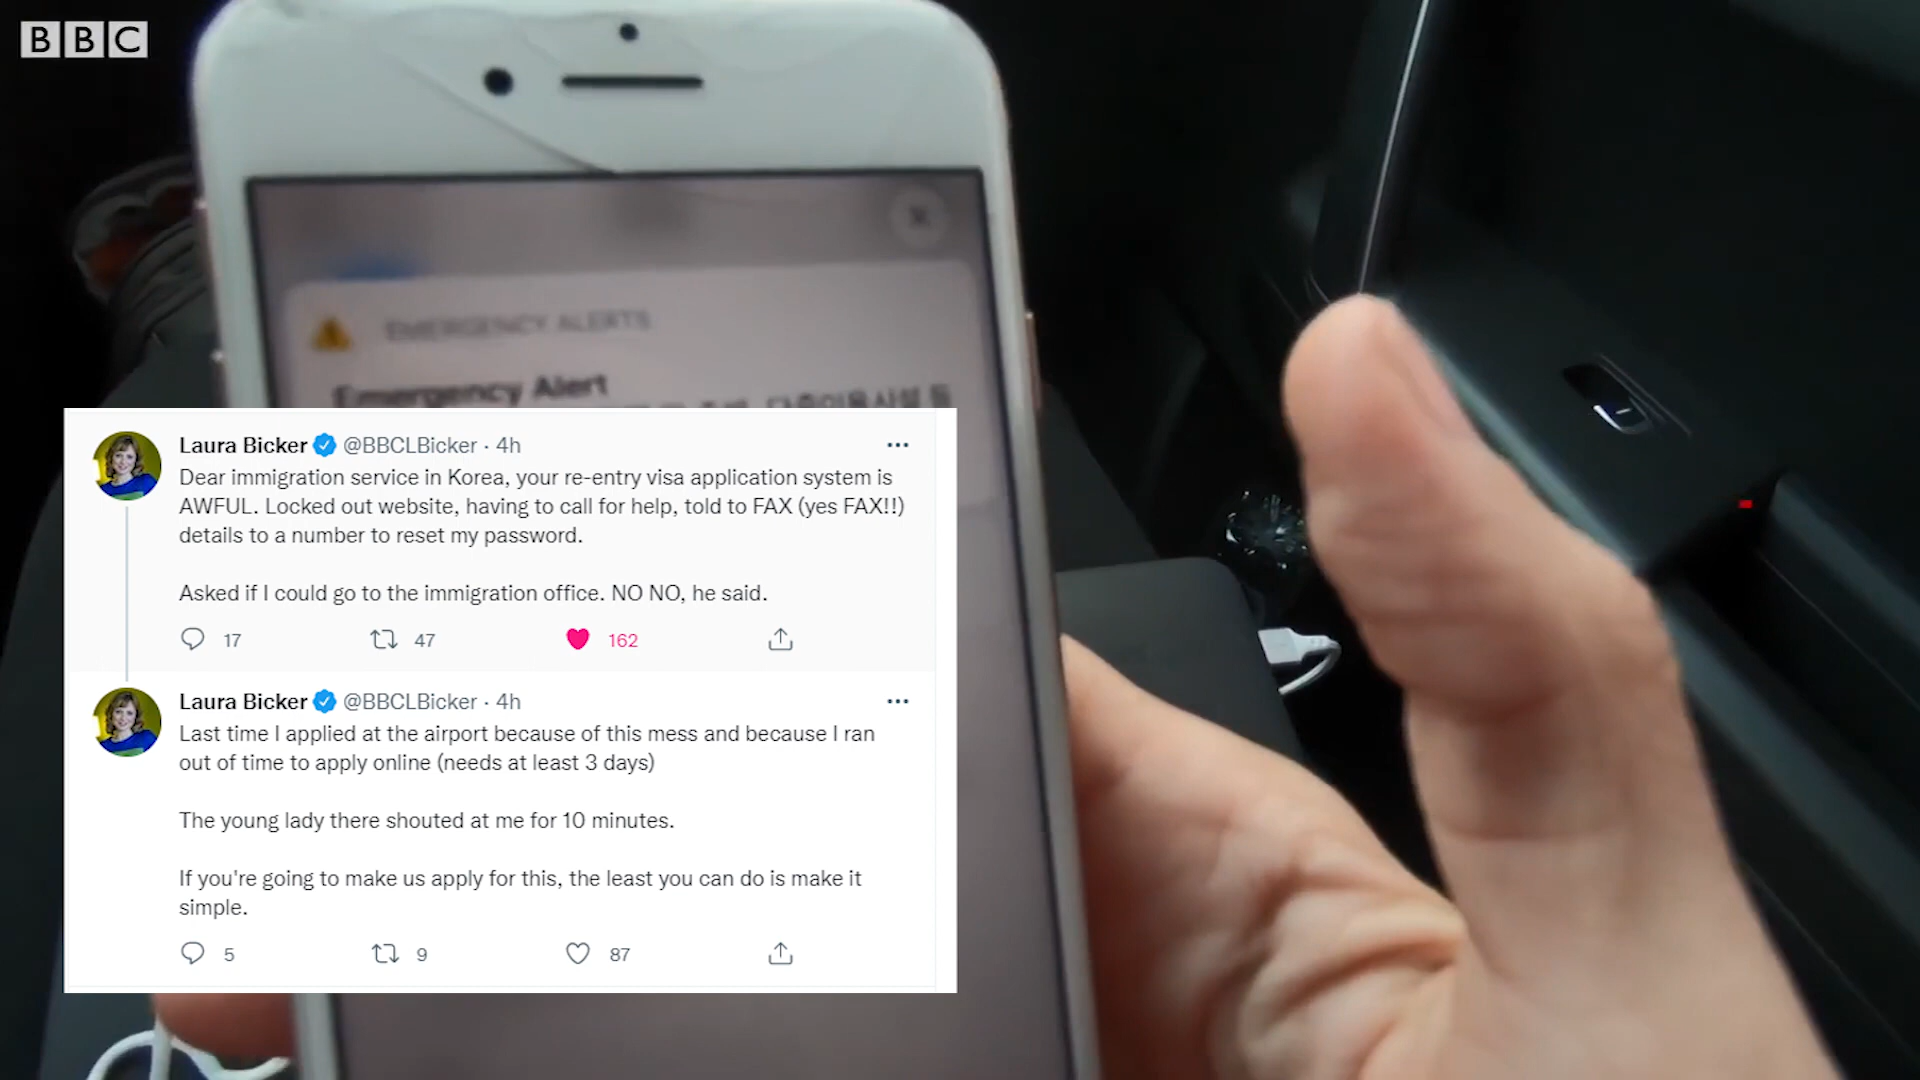 BBC
EMERGENCY ALERTS
Emergency Alert
Laura Bicker @BBCLBicker · 4h
Dear immigration service in Korea, your re-entry visa application system is
AWFUL. Locked out website, having to call for help, told to FAX (yes FAX!!)
details to a number to reset my password.
Asked if I could go to the immigration office. NO NO, he said.
17 47 162
Laura Bicker @BBCLBicker · 4h
Last time I applied at the airport because of this mess and because I ran
out of time to apply online (needs at least 3 days)
The young lady there shouted at me for 10 minutes.
If you're going to make us apply for this, the least you can do is make it
simple.
5 9 87